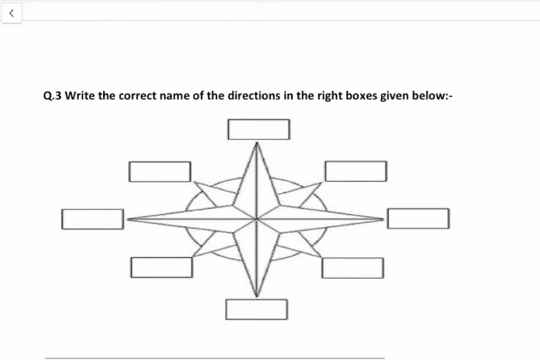 Q.3 Write the correct name of the directions in the right boxes given below:-